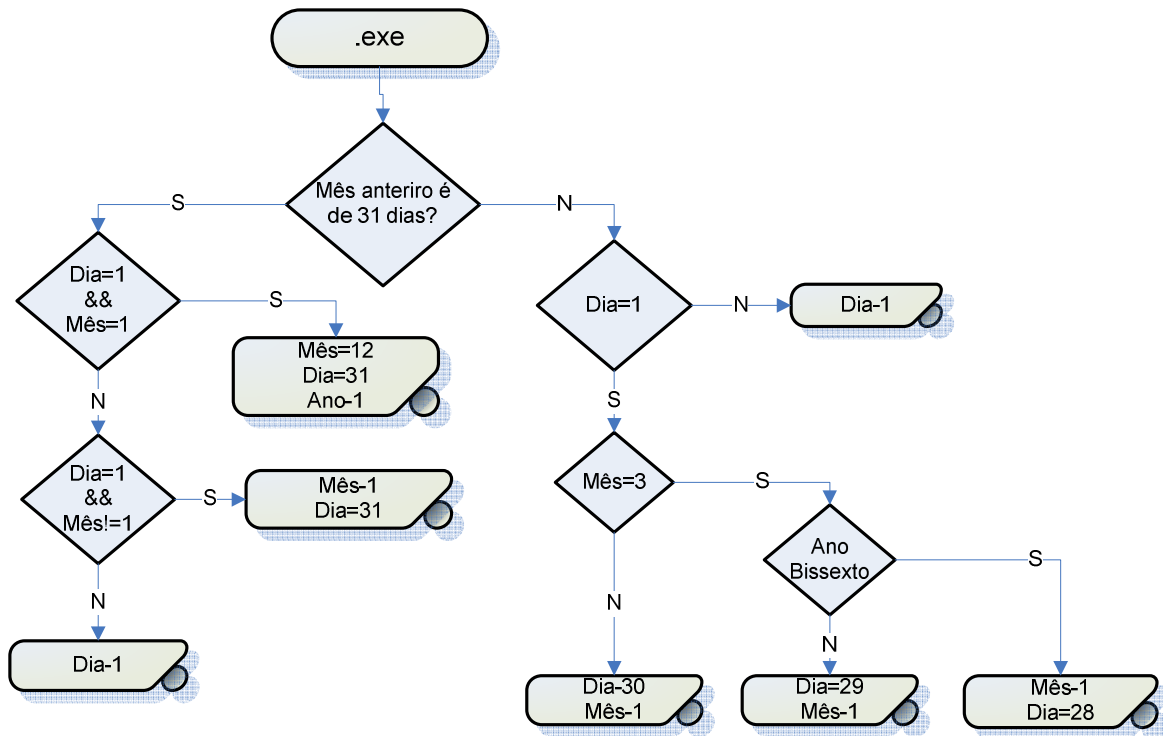 .exe
Mês anteriro é
de 31 dias?
S
N
Dia=1
&&
Mês=1
S
Mês=12
Dia=31
Ano-1
Dia=1
N
Dia-1
N
S
Dia=1
&&
Mês!=1
S
Mês-1
Dia=31
Mês=3
S
Ano
Bissexto
S
N
Dia-1
N
Dia-30
Mês-1
N
Dia=29
Mês-1
Mês-1
Dia=28